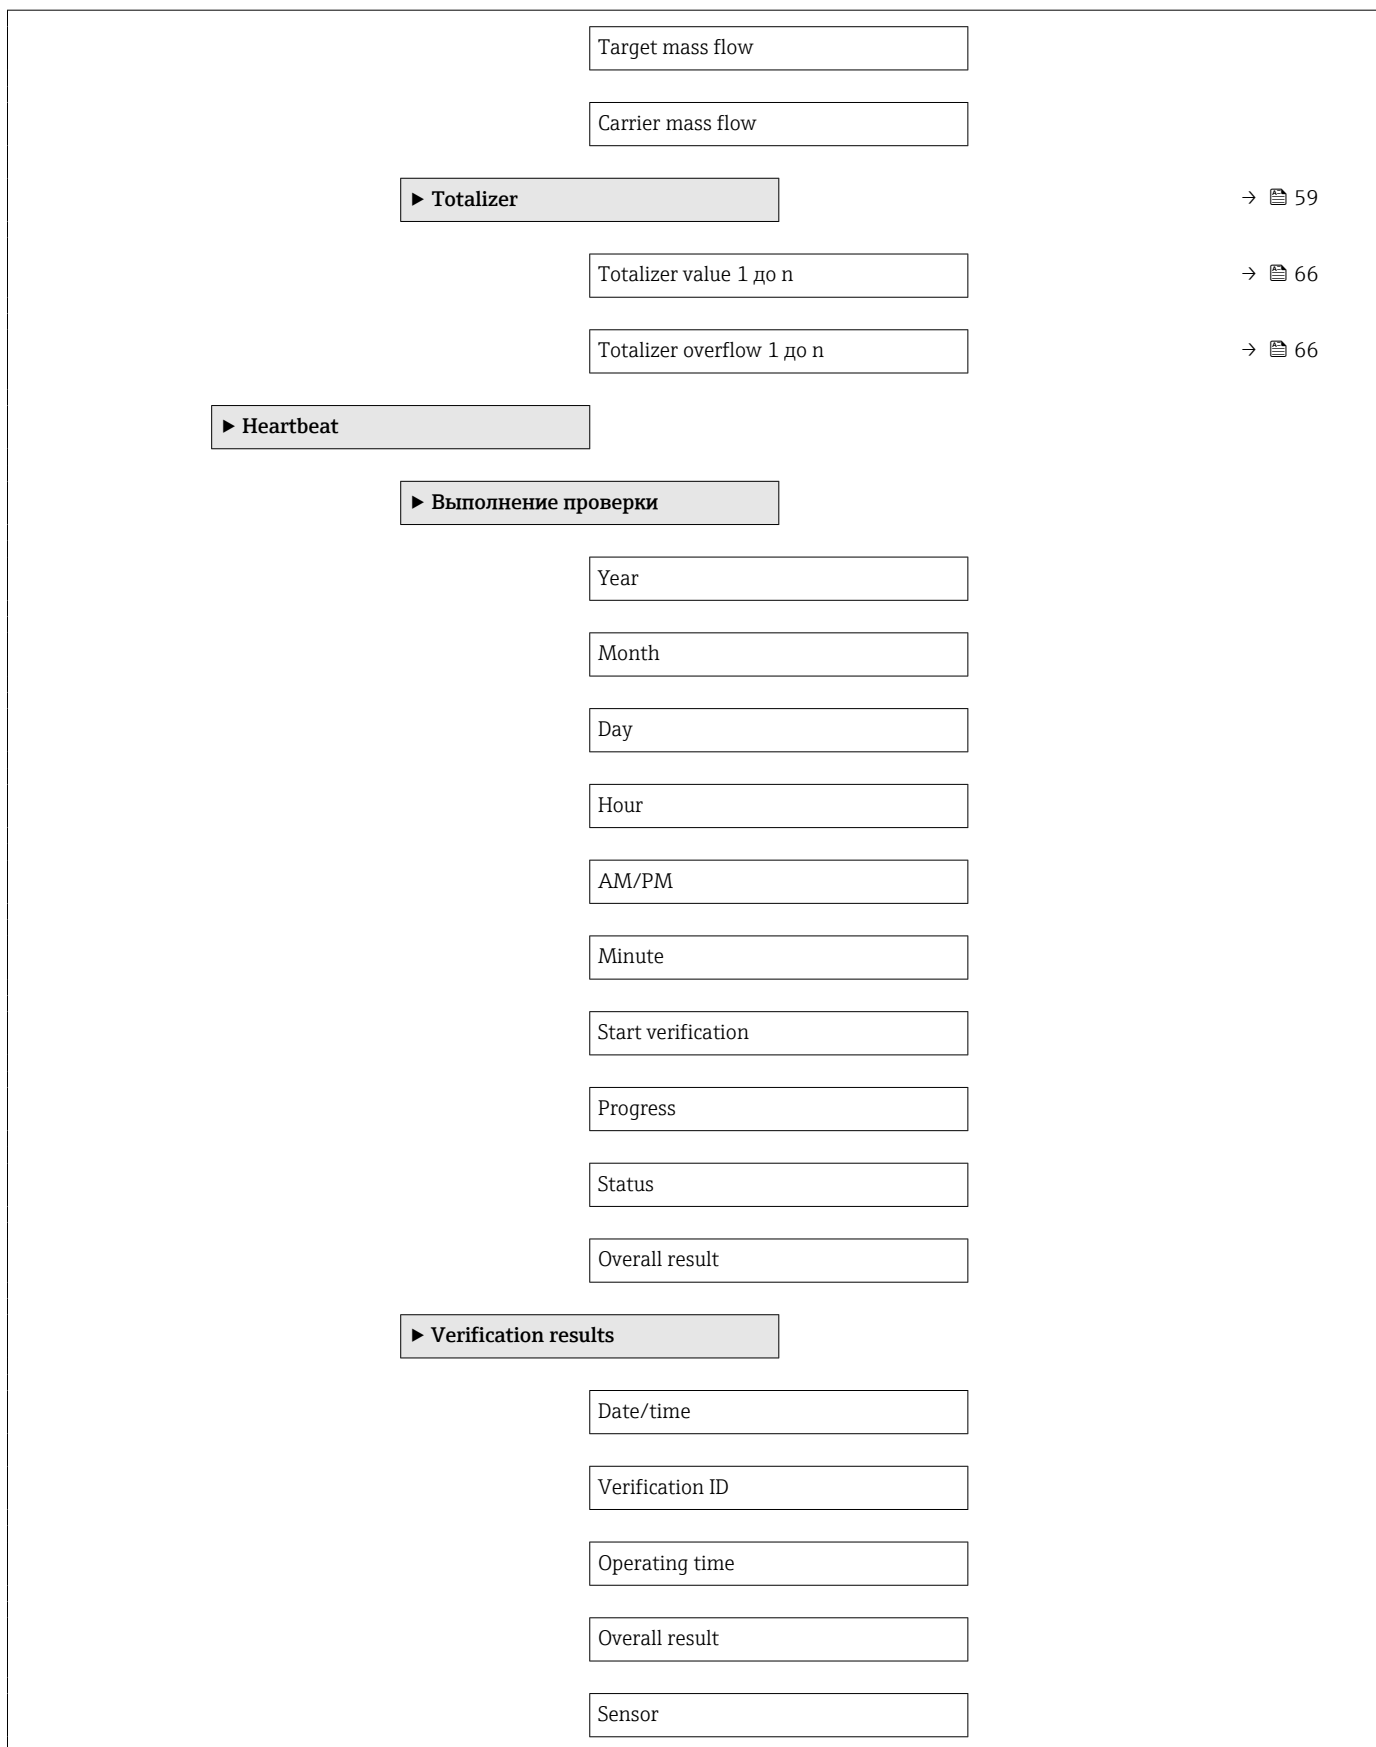 Target mass flow
Carrier mass flow
▶ Totalizer → 59
Totalizer value 1 до n → 66
Totalizer overflow 1 до n → 66
▶ Heartbeat
▶ Выполнение проверки
Year
Month
Day
Hour
AM/PM
Minute
Start verification
Progress
Status
Overall result
▶ Verification results
Date/time
Verification ID
Operating time
Overall result
Sensor